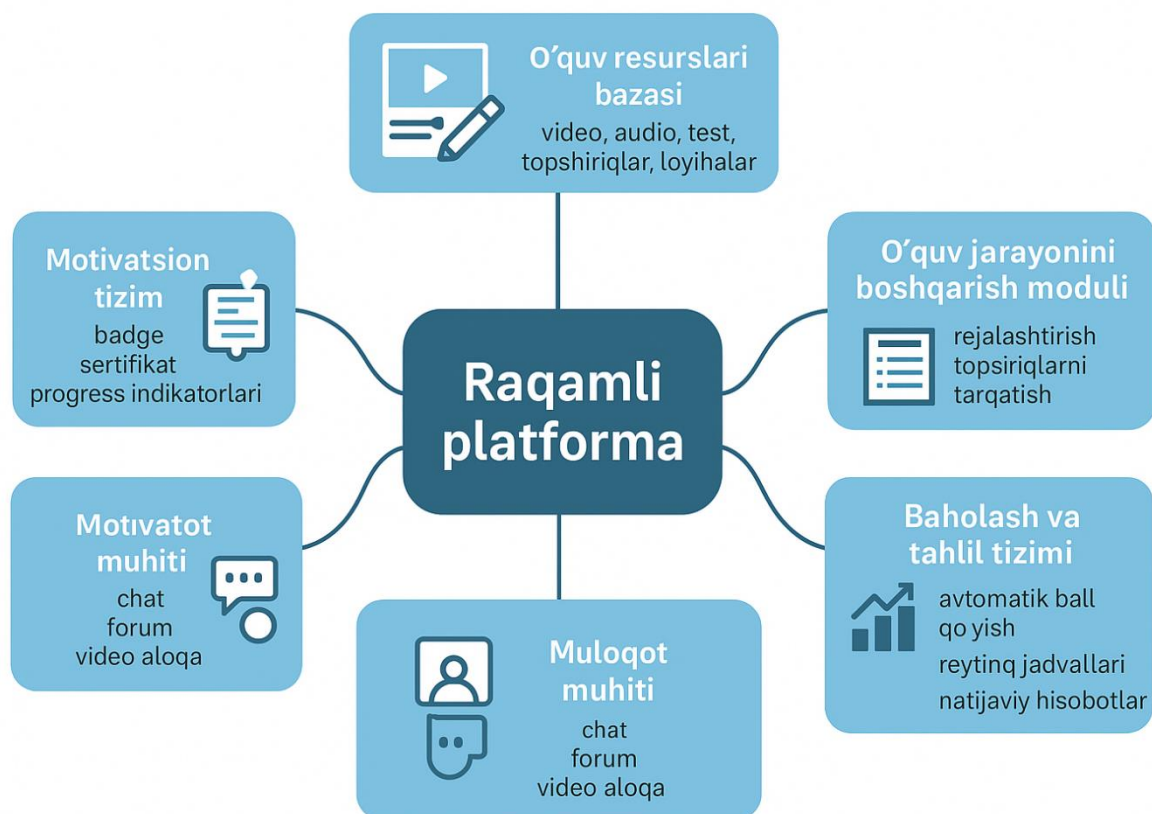 O'quv resurslari
bazasi
video, audio, test,
topshiriqlar, loyihalar
Motivatsion
tizim
badge
sertifikat
progress indikatorlari
O'quv jarayonini
boshqarish moduli
rejalashtirish
topsiriqlarni
tarqatish
Raqamli
platforma
Motıvatot
muhiti
chat
forum
video aloqa
Muloqot
muhiti
chat
forum
video aloqa
Baholash va
tahlil tizimi
avtomatik ball
qo yish
reytinq jadvallari
natijaviy hisobotlar